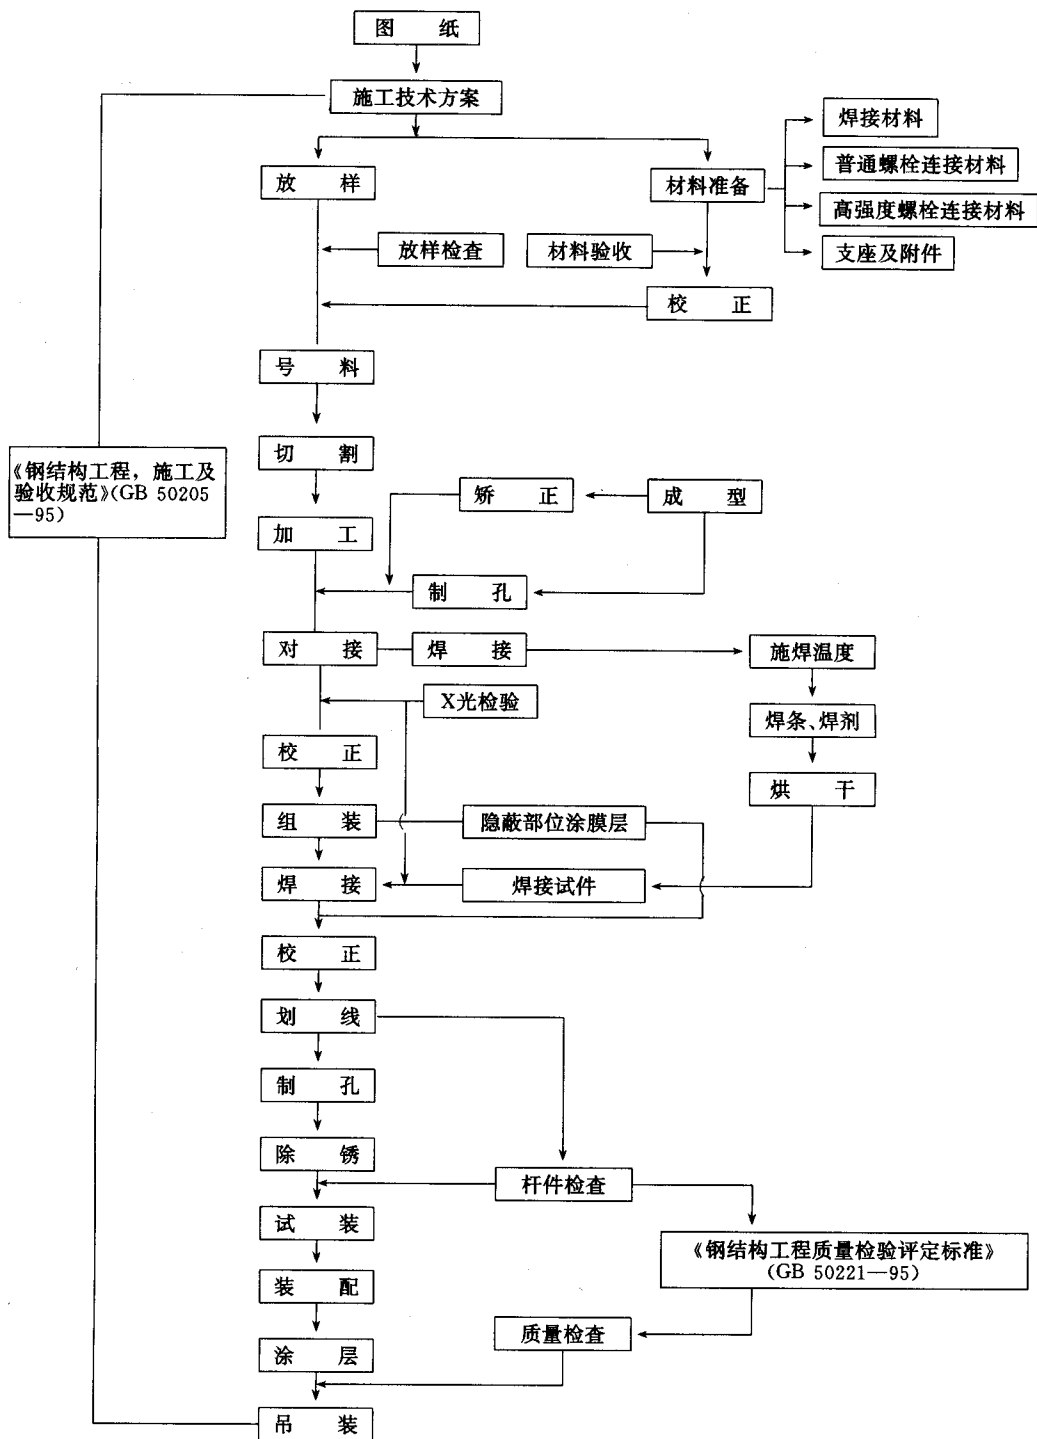 图 纸
施工技术方案
焊接材料
普通螺栓连接材料
放 样
材料准备
高强度螺栓连接材料
放样检查
材料验收
支座及附件
校 正
号 料
切 割
《钢结构工程，施工及
验收规范》(GB 50205
—95)
矫 正
成 型
加 工
制 孔
对 接
焊 接
施焊温度
X光检验
焊条、焊剂
校 正
烘 干
组 装
隐蔽部位涂膜层
焊 接
焊接试件
校 正
划 线
制 孔
除 锈
杆件检查
试 装
《钢结构工程质量检验评定标准》
(GB 50221—95)
装 配
质量检查
涂 层
吊 装